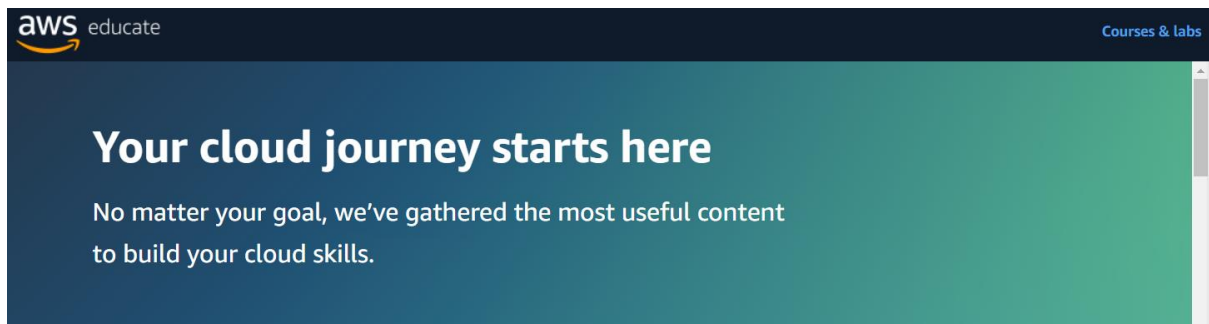 aws educate
Courses & labs
Your cloud journey starts here
No matter your goal, we’ve gathered the most useful content
to build your cloud skills.